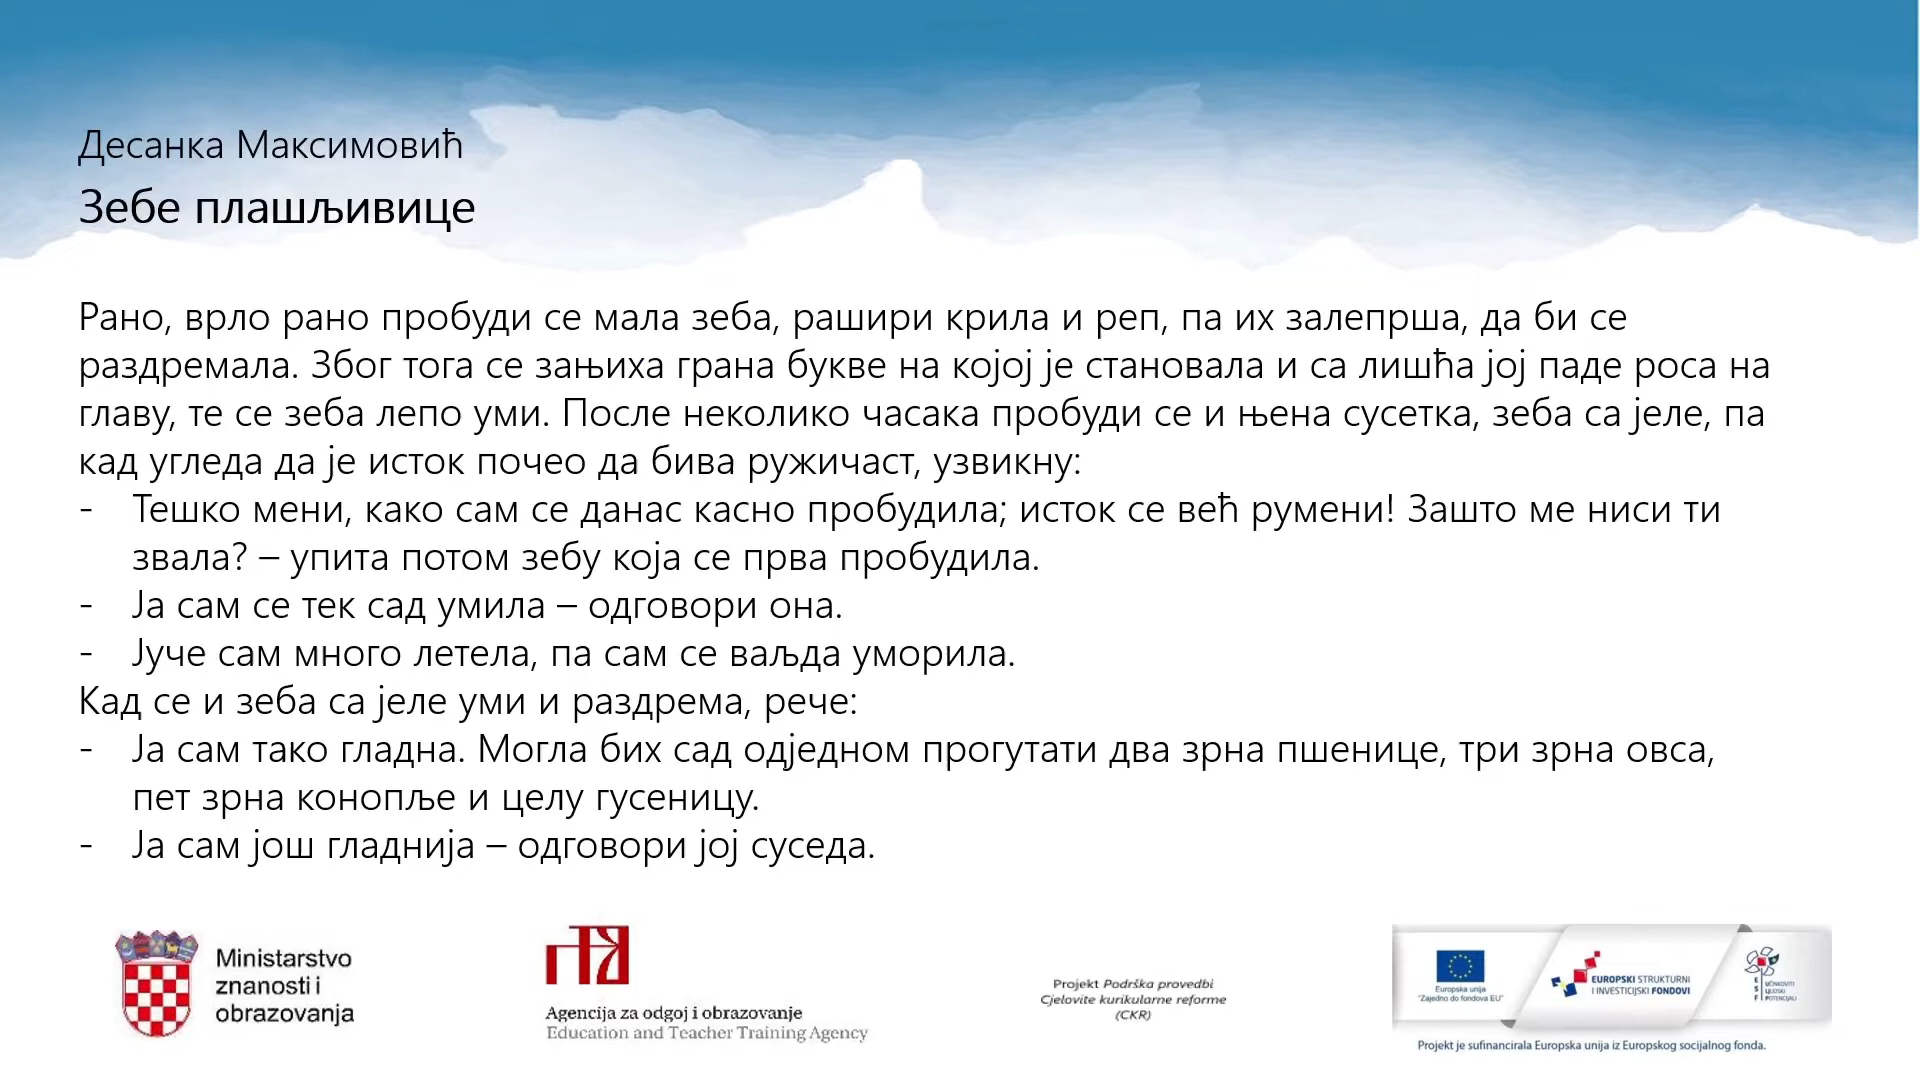 Десанка Максимовић
Зебе плашљивице
Рано, врло рано пробуди се мала зеба, рашири крила и реп, па их залепрша, да би се
раздремала. Због тога се зањиха грана букве на којој је становала и са лишћа јој паде роса на
главу, те се зеба лепо уми. После неколико часака пробуди се и њена сусетка, зеба са јеле, па
кад угледа да је исток почео да бива ружичаст, узвикну:
- Тешко мени, како сам се данас касно пробудила; исток се већ румени! Зашто ме ниси ти
звала? – упита потом зебу која се прва пробудила.
- Ја сам се тек сад умила – одговори она.
- Јуче сам много летела, па сам се ваљда уморила.
Кад се и зеба са јеле уми и раздрема, рече:
- Ја сам тако гладна. Могла бих сад одједном прогутати два зрна пшенице, три зрна овса,
пет зрна конопље и целу гусеницу.
- Ја сам још гладнија – одговори јој суседа.
Ministarstvo
znanosti i
obrazovanja
Agencija za odgoj i obrazovanje
Education and Teacher Training Agency
Projekt Podrška provedbi
Cjelovite kurikularne reforme
(CKR)
Europska unija
"Zajedno do fondova EU"
EUROPSKI STRUKTURNI
I INVESTICIJSKI FONDOVI
ESF
UČINKOVITI
LJUDSKI
POTENCIJALI
Projekt je sufinancirala Europska unija iz Europskog socijalnog fonda.